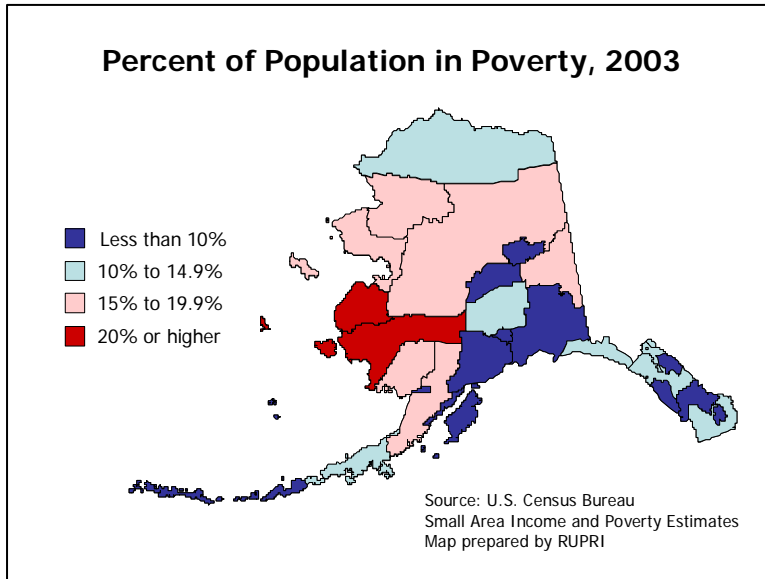 Percent of Population in Poverty, 2003
Less than 10%
10% to 14.9%
15% to 19.9%
20% or higher
Source: U.S. Census Bureau
Small Area Income and Poverty Estimates
Map prepared by RUPRI